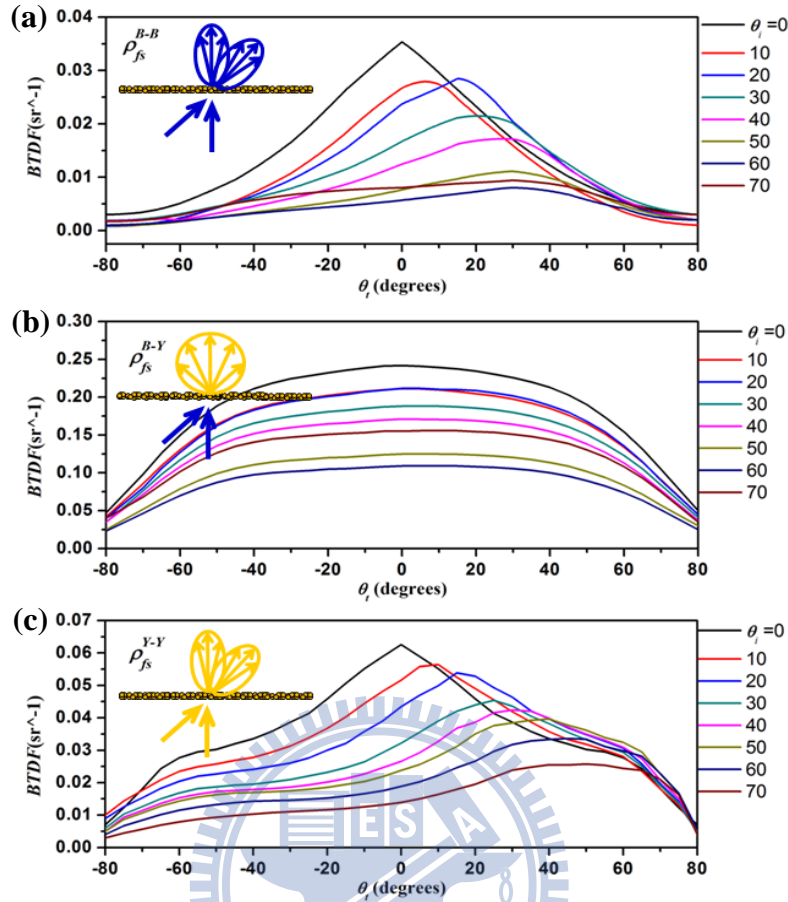 (a)
ρ_fs^B-B
BTDF(sr^-1)
0.04
0.03
0.02
0.01
0.00
-80 -60 -40 -20 0 20 40 60 80
θ_t (degrees)
θ_i =0
10
20
30
40
50
60
70
(b)
ρ_fs^B-Y
BTDF(sr^-1)
0.30
0.25
0.20
0.15
0.10
0.05
0.00
-80 -60 -40 -20 0 20 40 60 80
θ_t (degrees)
θ_i =0
10
20
30
40
50
60
70
(c)
ρ_fs^Y-Y
BTDF(sr^-1)
0.07
0.06
0.05
0.04
0.03
0.02
0.01
0.00
-80 -60 -40 -20 0 20 40 60 80
θ_t (degrees)
θ_i =0
10
20
30
40
50
60
70
E S A
8